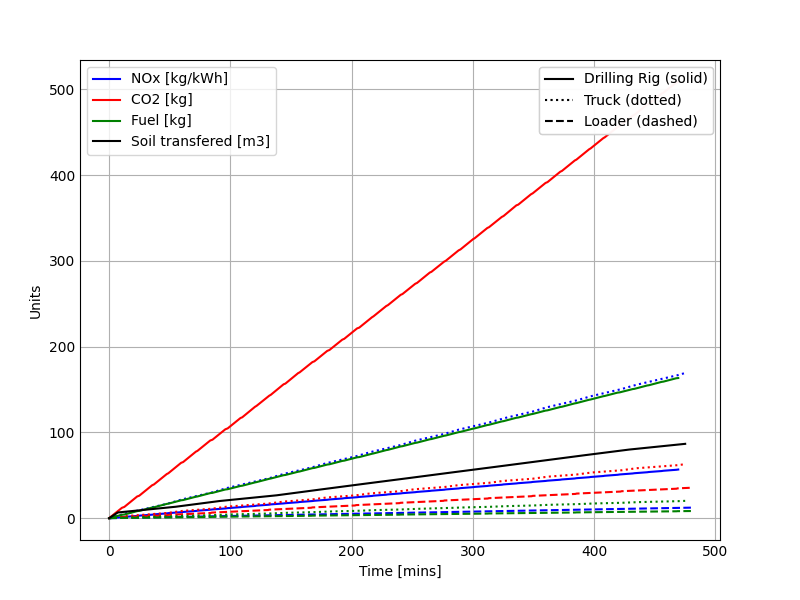 NOx [kg/kWh]
CO2 [kg]
Fuel [kg]
Soil transfered [m3]
Drilling Rig (solid)
Truck (dotted)
Loader (dashed)
500
400
300
200
100
0
Units
0 100 200 300 400 500
Time [mins]